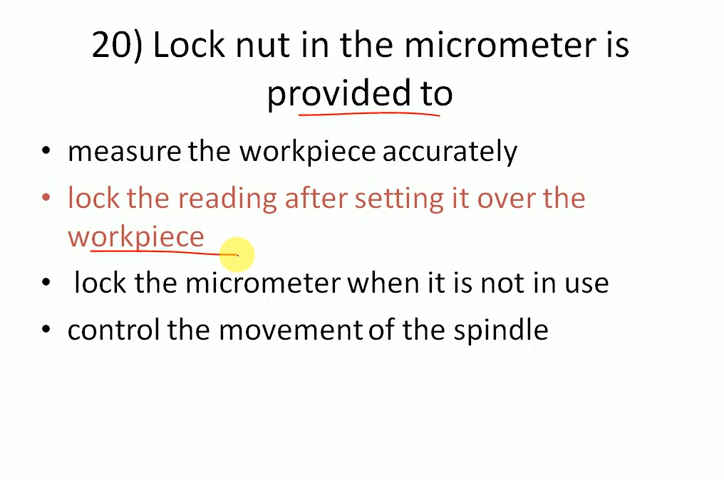 20) Lock nut in the micrometer is
provided to
• measure the workpiece accurately
• lock the reading after setting it over the
workpiece
• lock the micrometer when it is not in use
• control the movement of the spindle